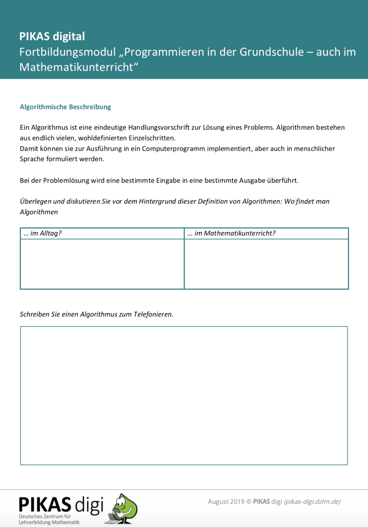 PIKAS digital
Fortbildungsmodul „Programmieren in der Grundschule – auch im
Mathematikunterricht“
Algorithmische Beschreibung
Ein Algorithmus ist eine eindeutige Handlungsvorschrift zur Lösung eines Problems. Algorithmen bestehen
aus endlich vielen, wohldefinierten Einzelschritten.
Damit können sie zur Ausführung in ein Computerprogramm implementiert, aber auch in menschlicher
Sprache formuliert werden.
Bei der Problemlösung wird eine bestimmte Eingabe in eine bestimmte Ausgabe überführt.
Überlegen und diskutieren Sie vor dem Hintergrund dieser Definition von Algorithmen: Wo findet man
Algorithmen
... im Alltag?
... im Mathematikunterricht?
Schreiben Sie einen Algorithmus zum Telefonieren.
PIKAS digi
Deutsches Zentrum für
Lehrerbildung Mathematik
August 2019 © PIKAS digi (pikas-digi.dzlm.de)